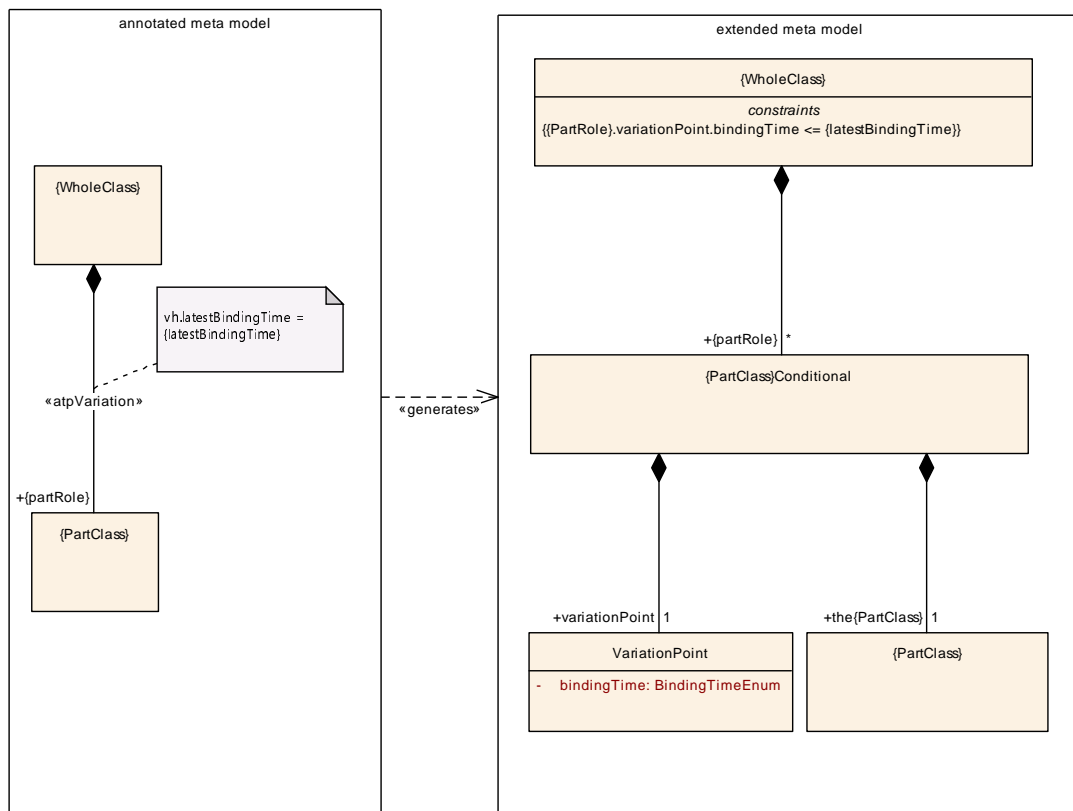 annotated meta model
{WholeClass}
vh.latestBindingTime =
{latestBindingTime}
«atpVariation»
+{partRole}
{PartClass}
«generates»
extended meta model
{WholeClass}
constraints
{{PartRole}.variationPoint.bindingTime <= {latestBindingTime}}
+{partRole} *
{PartClass}Conditional
+variationPoint 1
+the{PartClass} 1
VariationPoint
- bindingTime: BindingTimeEnum
{PartClass}